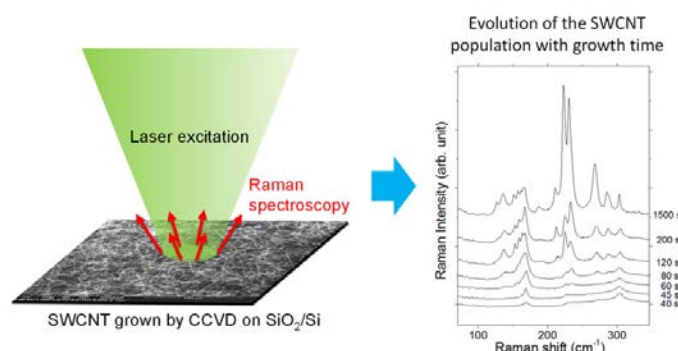 Laser excitation
Raman
spectroscopy
SWCNT grown by CCVD on SiO₂/Si
Evolution of the SWCNT
population with growth time
Raman Intensity (arb. unit)
1500 s
200 s
120 s
80 s
60 s
45 s
40 s
100
200
300
Raman shift (cm⁻¹)